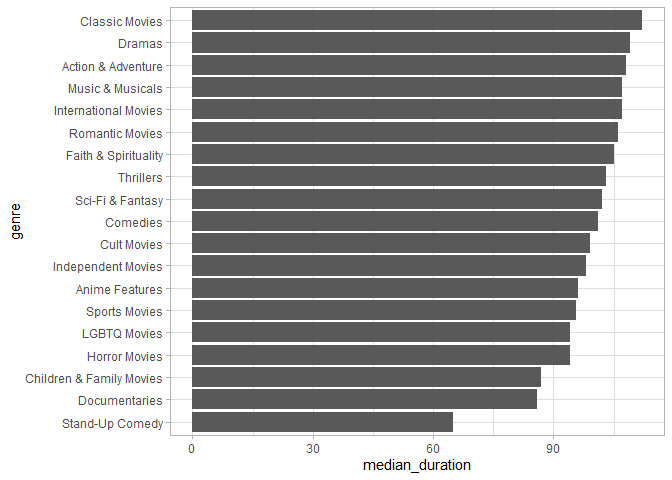 Classic Movies
Dramas
Action & Adventure
Music & Musicals
International Movies
Romantic Movies
Faith & Spirituality
Thrillers
Sci-Fi & Fantasy
Comedies
Cult Movies
Independent Movies
Anime Features
Sports Movies
LGBTQ Movies
Horror Movies
Children & Family Movies
Documentaries
Stand-Up Comedy
genre
0 30 60 90
median_duration